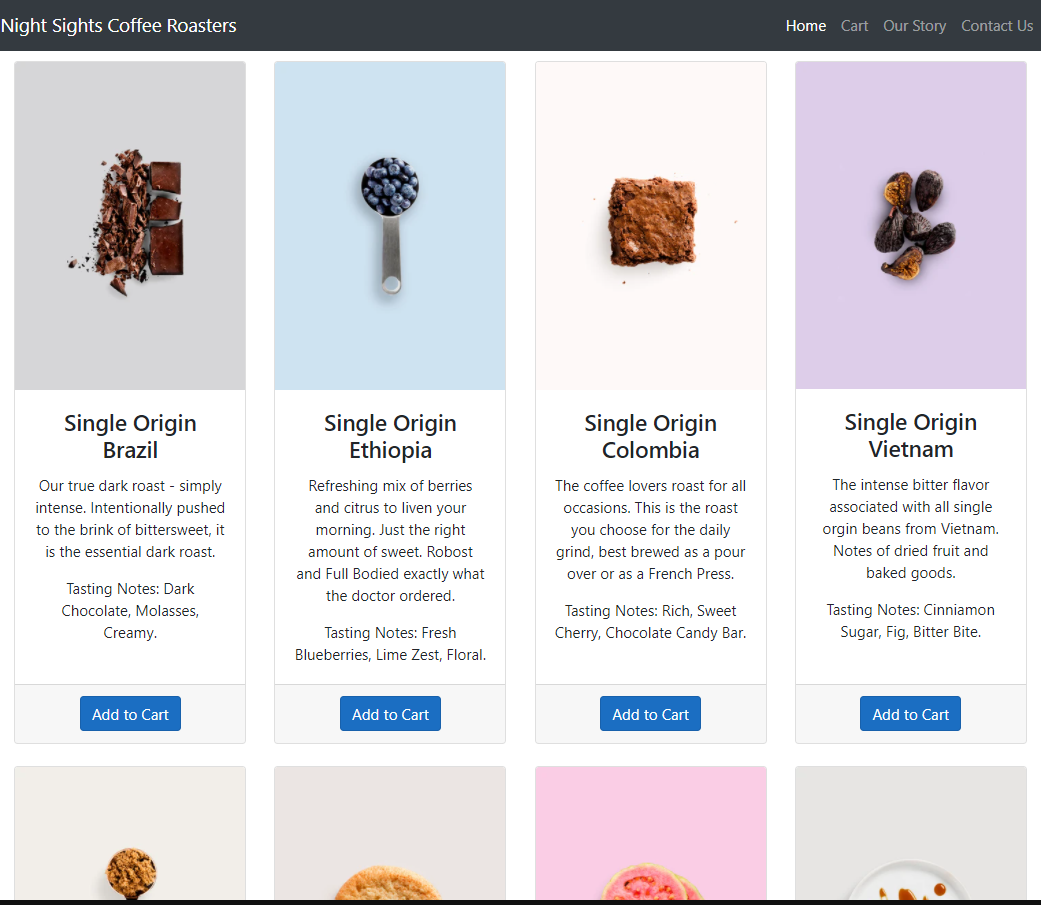 Night Sights Coffee Roasters
Home Cart Our Story Contact Us
Single Origin
Brazil
Our true dark roast - simply
intense. Intentionally pushed
to the brink of bittersweet, it
is the essential dark roast.
Tasting Notes: Dark
Chocolate, Molasses,
Creamy.
Add to Cart
Single Origin
Ethiopia
Refreshing mix of berries
and citrus to liven your
morning. Just the right
amount of sweet. Robost
and Full Bodied exactly what
the doctor ordered.
Tasting Notes: Fresh
Blueberries, Lime Zest, Floral.
Add to Cart
Single Origin
Colombia
The coffee lovers roast for all
occasions. This is the roast
you choose for the daily
grind, best brewed as a pour
over or as a French Press.
Tasting Notes: Rich, Sweet
Cherry, Chocolate Candy Bar.
Add to Cart
Single Origin
Vietnam
The intense bitter flavor
associated with all single
orgin beans from Vietnam.
Notes of dried fruit and
baked goods.
Tasting Notes: Cinniamon
Sugar, Fig, Bitter Bite.
Add to Cart